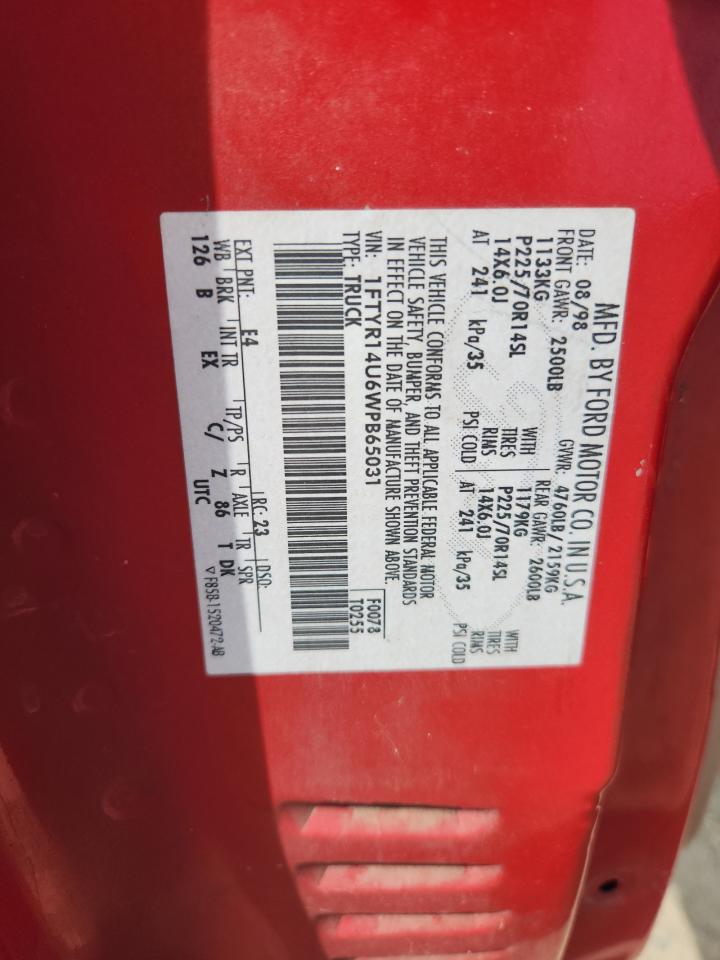 MFD. BY FORD MOTOR CO. IN U.S.A.
DATE: 08/98 GVWR: 4760LB/2159KG
FRONT GAWR: 2500LB REAR GAWR: 2600LB
1133KG WITH 1179KG WITH
P225/70R14SL TIRES P225/70R14SL TIRES
14X6.0J RIMS 14X6.0J RIMS
AT 241 kPa/35 PSI COLD AT 241 kPa/35 PSI COLD
THIS VEHICLE CONFORMS TO ALL APPLICABLE FEDERAL MOTOR
VEHICLE SAFETY, BUMPER, AND THEFT PREVENTION STANDARDS
IN EFFECT ON THE DATE OF MANUFACTURE SHOWN ABOVE.
VIN: 1FTYR14U6WPB65031 F0078
TYPE: TRUCK T0255
EXT PNT: E4 RC: 23 DSO:
WB BRK INT TR TP/PS R AXLE TR SPR
126 B EX C/ Z 86 T DK
UTC ▽F85B-1520472-AB